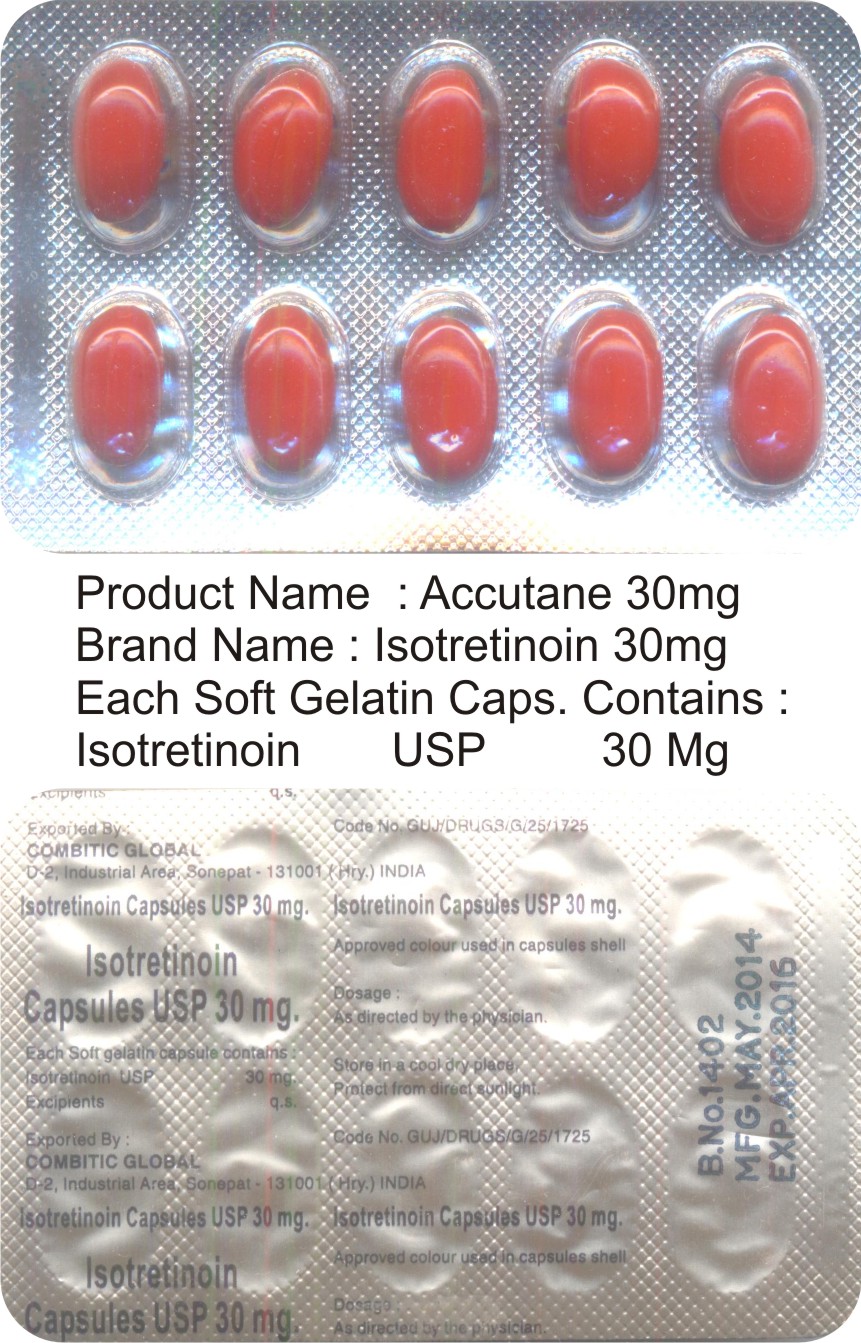 Product Name : Accutane 30mg
Brand Name : Isotretinoin 30mg
Each Soft Gelatin Caps. Contains :
Isotretinoin USP 30 Mg
Excipients q.s.
Exported By :
COMBITIC GLOBAL
D-2, Industrial Area, Sonepat - 131001 ( Hry.) INDIA
Isotretinoin Capsules USP 30 mg.
Isotretinoin
Capsules USP 30 mg.
Each Soft gelatin capsule contains :
Isotretinoin USP 30 mg.
Excipients q.s.
Exported By :
COMBITIC GLOBAL
D-2, Industrial Area, Sonepat - 131001 ( Hry.) INDIA
Isotretinoin Capsules USP 30 mg.
Isotretinoin
Capsules USP 30 mg.
Code No. GUJ/DRUGS/G/25/1725
Isotretinoin Capsules USP 30 mg.
Approved colour used in capsules shell
Dosage :
As directed by the physician.
Store in a cool dry place.
Protect from direct sunlight.
Code No. GUJ/DRUGS/G/25/1725
Isotretinoin Capsules USP 30 mg.
Approved colour used in capsules shell
Dosage :
As directed by the physician.
B.No.1402
MFG.MAY.2014
EXP.APR.2016